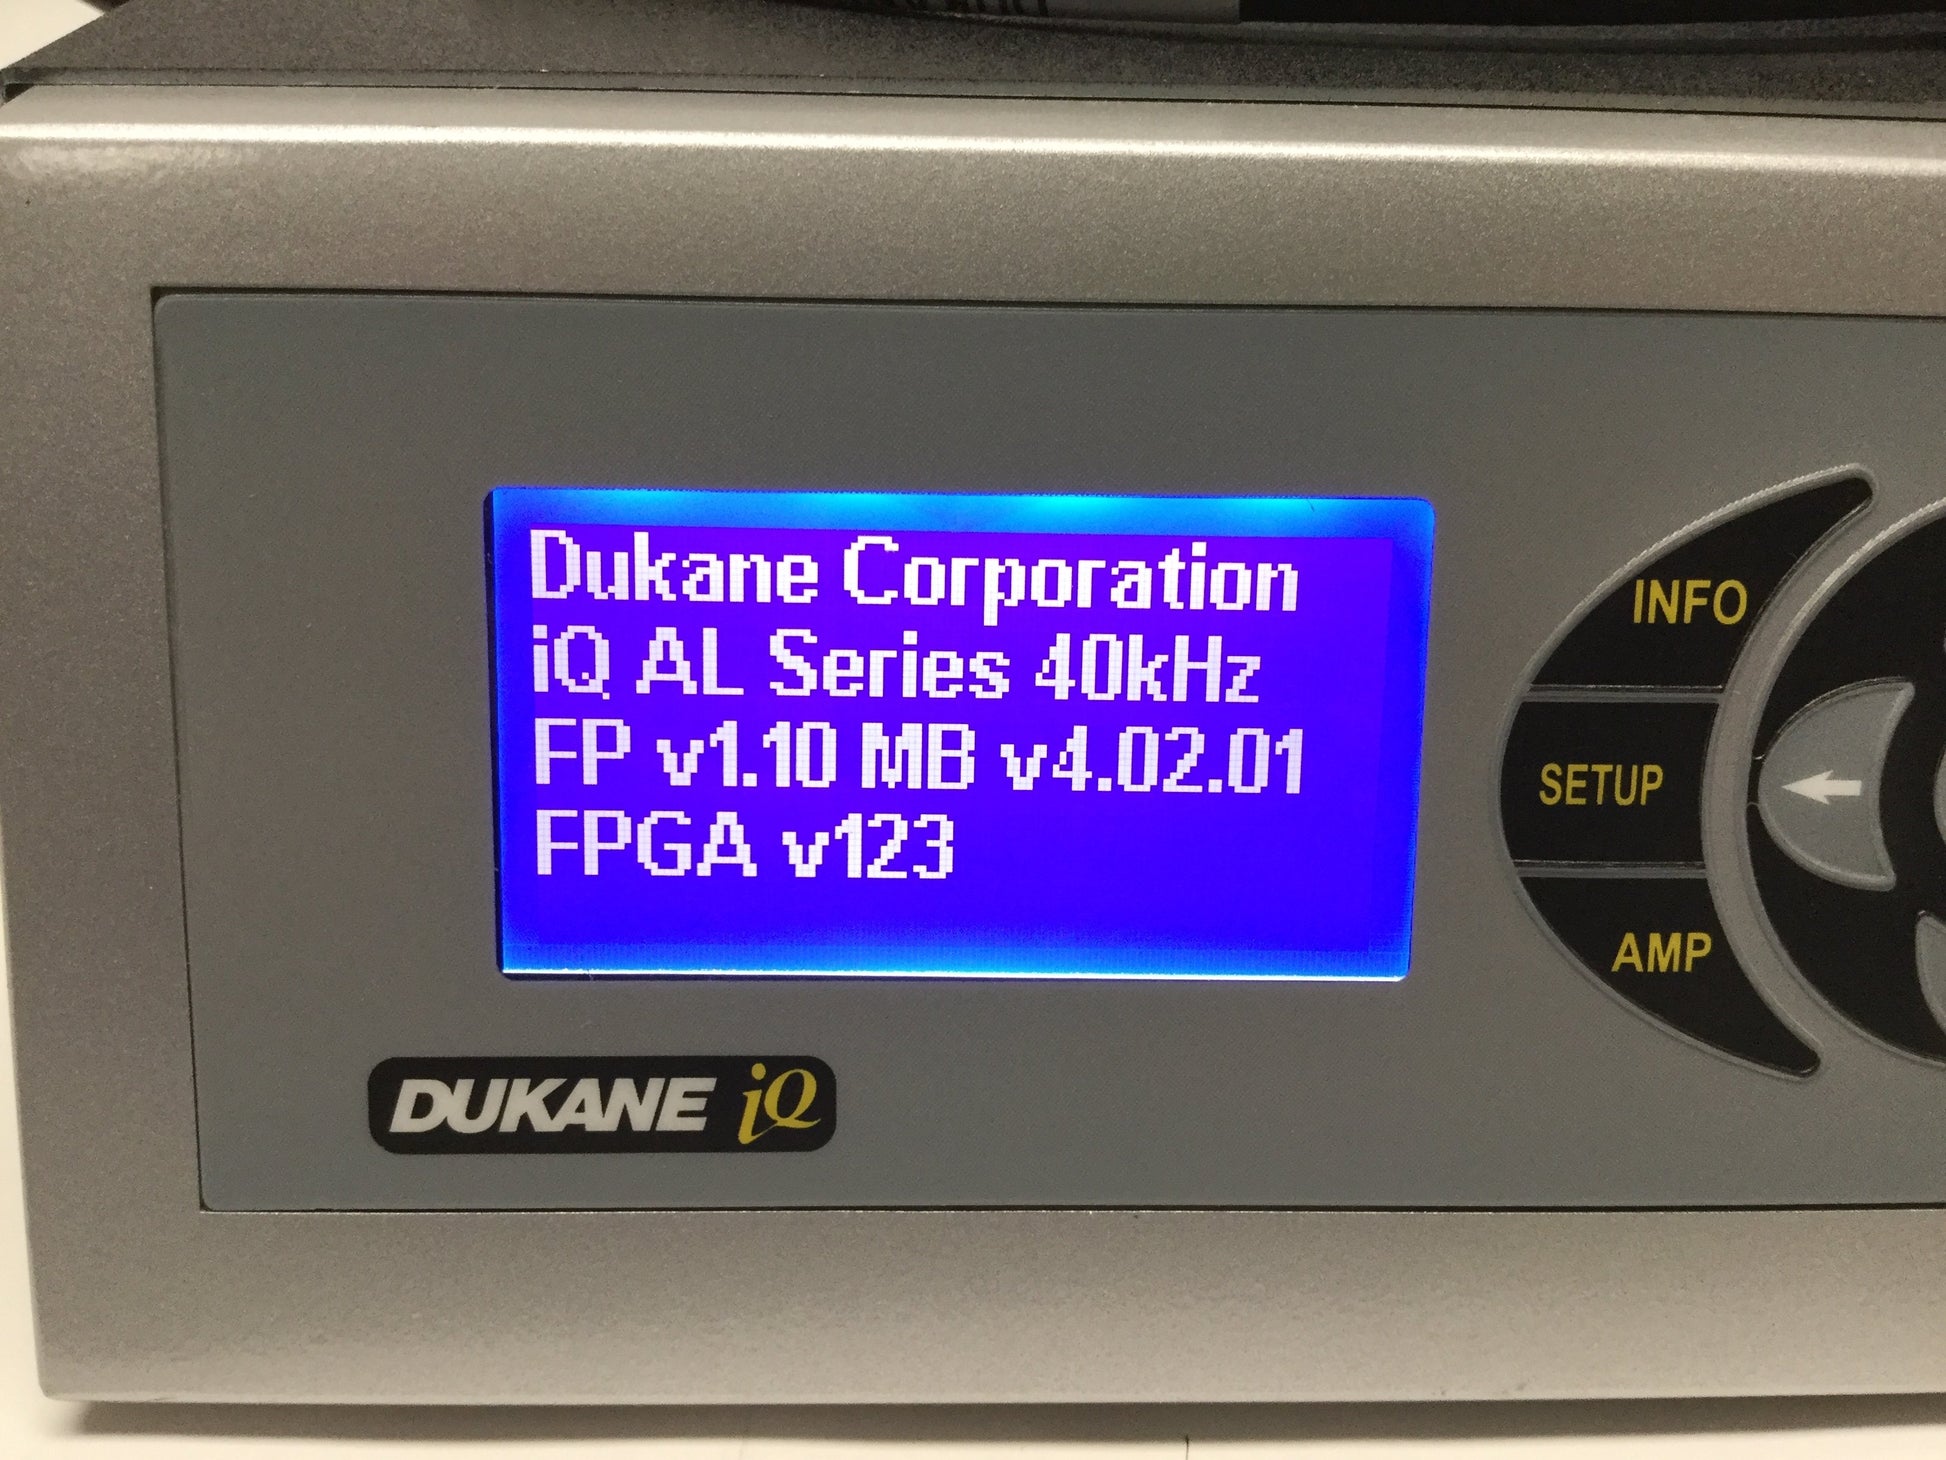 Dukane Corporation
iQ AL Series 40kHz
FP v1.10 MB v4.02.01
FPGA v123
INFO
SETUP
AMP
DUKANE iQ